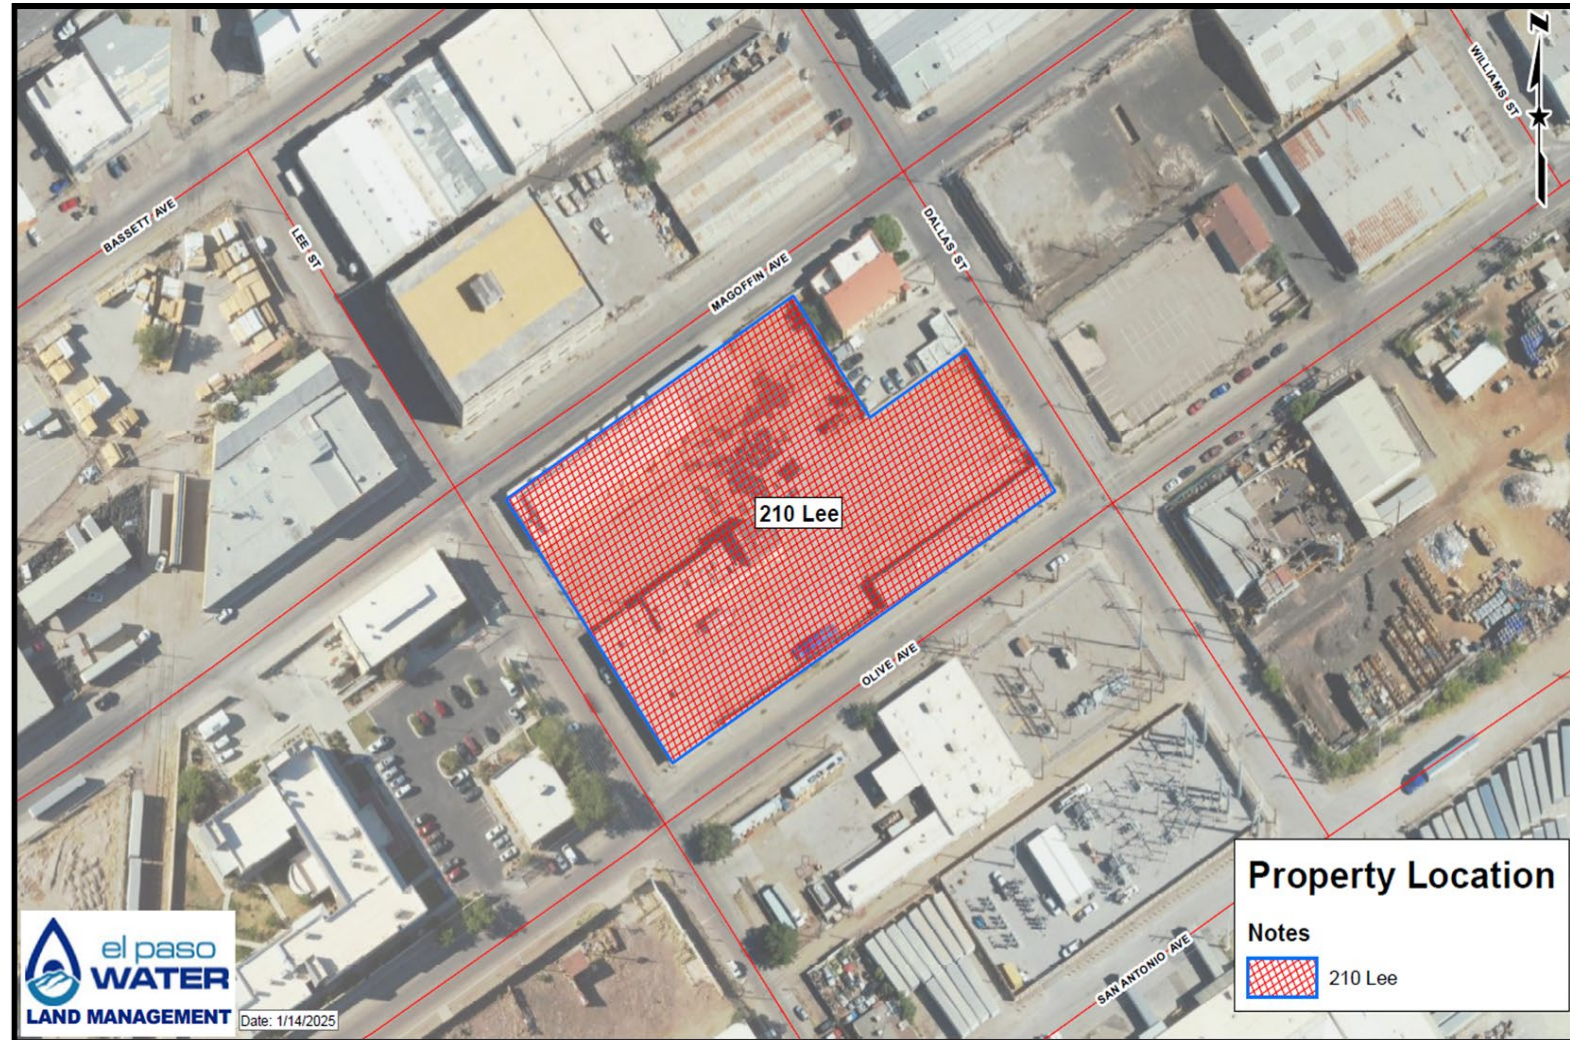 N
WILLIAMS ST
BASSETT AVE
LEE ST
DALLAS ST
MAGOFFIN AVE
210 Lee
OLIVE AVE
SAN ANTONIO AVE
Property Location
Notes
210 Lee
el paso
WATER
LAND MANAGEMENT
Date: 1/14/2025